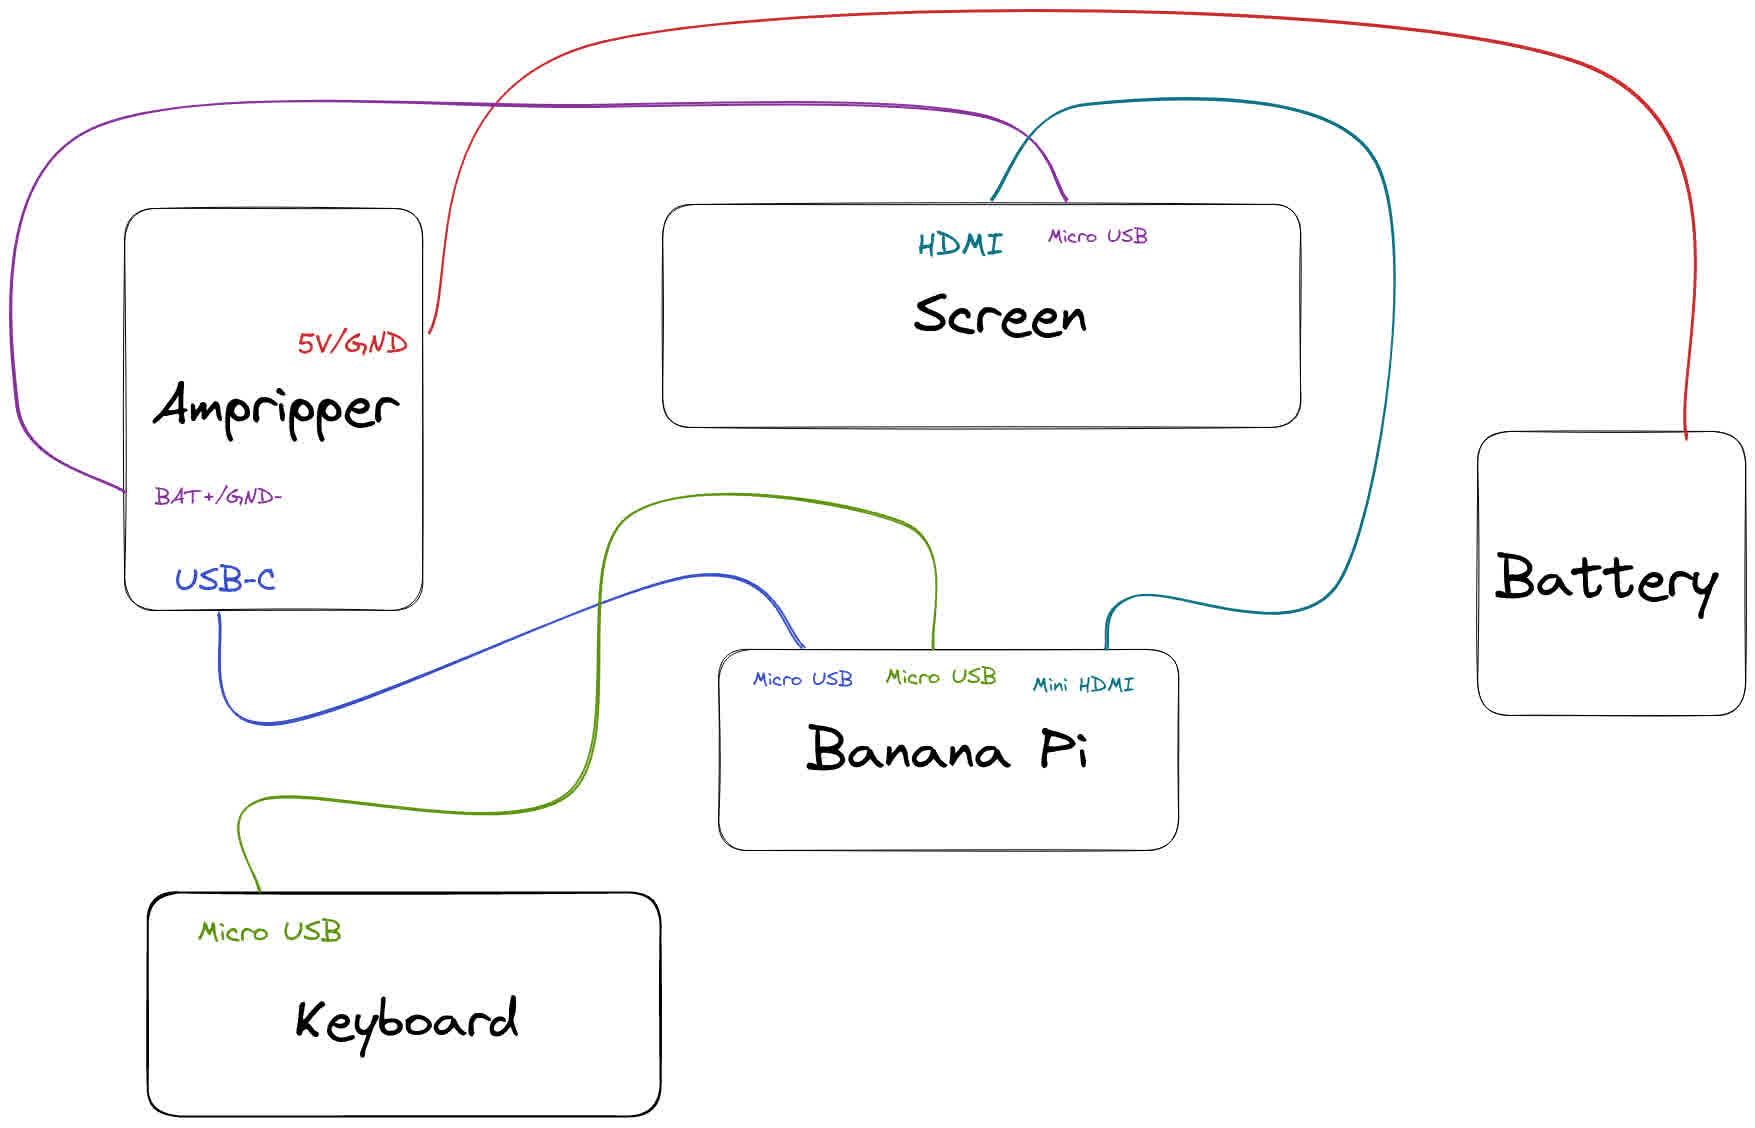 5V/GND
Ampripper
BAT+/GND-
USB-C
HDMI
Micro USB
Screen
Battery
Micro USB
Micro USB
Mini HDMI
Banana Pi
Micro USB
Keyboard